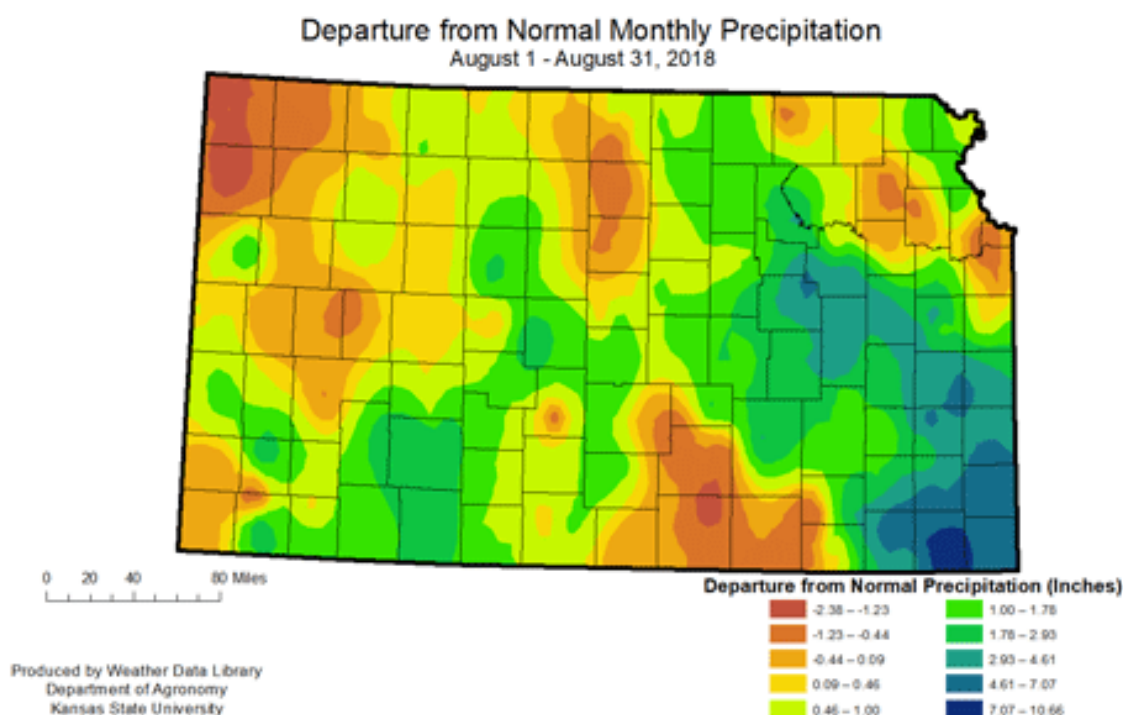 Departure from Normal Monthly Precipitation
August 1 - August 31, 2018
0 20 40 80 Miles
Departure from Normal Precipitation (Inches)
-2.38 – -1.23
-1.23 – -0.44
-0.44 – 0.09
0.09 – 0.46
0.46 – 1.00
1.00 – 1.78
1.78 – 2.93
2.93 – 4.61
4.61 – 7.07
7.07 – 10.66
Produced by Weather Data Library
Department of Agronomy
Kansas State University